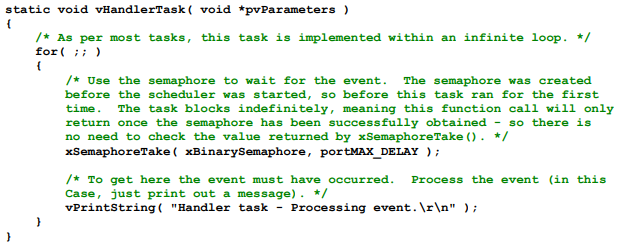 static void vHandlerTask( void *pvParameters )
{
    /* As per most tasks, this task is implemented within an infinite loop. */
    for( ;; )
    {
        /* Use the semaphore to wait for the event.  The semaphore was created
        before the scheduler was started, so before this task ran for the first
        time.  The task blocks indefinitely, meaning this function call will only
        return once the semaphore has been successfully obtained - so there is
        no need to check the value returned by xSemaphoreTake(). */
        xSemaphoreTake( xBinarySemaphore, portMAX_DELAY );

        /* To get here the event must have occurred.  Process the event (in this
        Case, just print out a message). */
        vPrintString( "Handler task - Processing event.\r\n" );
    }
}